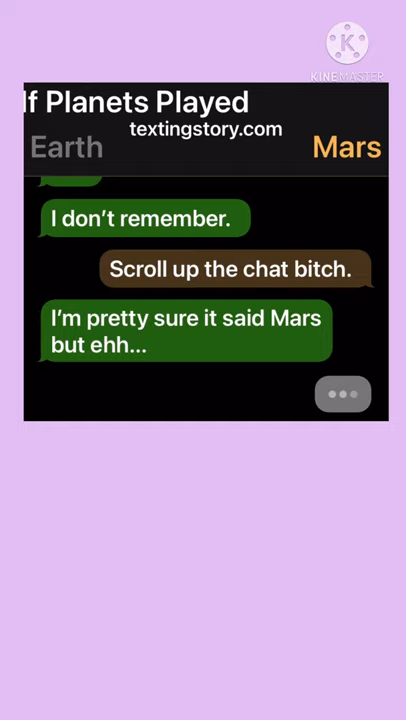 KINEMASTER
If Planets Played
textingstory.com
Earth
Mars
I don't remember.
Scroll up the chat bitch.
I'm pretty sure it said Mars
but ehh...